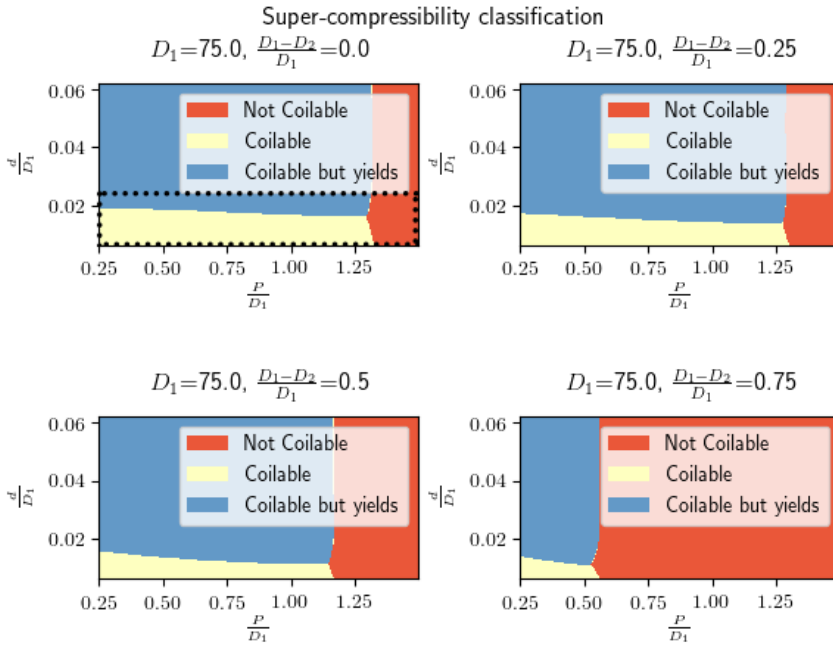 Super-compressibility classification
D₁=75.0, (D₁−D₂)/D₁=0.0
0.06
0.04
0.02
d/D₁
Not Coilable
Coilable
Coilable but yields
0.25 0.50 0.75 1.00 1.25
P/D₁
D₁=75.0, (D₁−D₂)/D₁=0.25
0.06
0.04
0.02
d/D₁
Not Coilable
Coilable
Coilable but yields
0.25 0.50 0.75 1.00 1.25
P/D₁
D₁=75.0, (D₁−D₂)/D₁=0.5
0.06
0.04
0.02
d/D₁
Not Coilable
Coilable
Coilable but yields
0.25 0.50 0.75 1.00 1.25
P/D₁
D₁=75.0, (D₁−D₂)/D₁=0.75
0.06
0.04
0.02
d/D₁
Not Coilable
Coilable
Coilable but yields
0.25 0.50 0.75 1.00 1.25
P/D₁